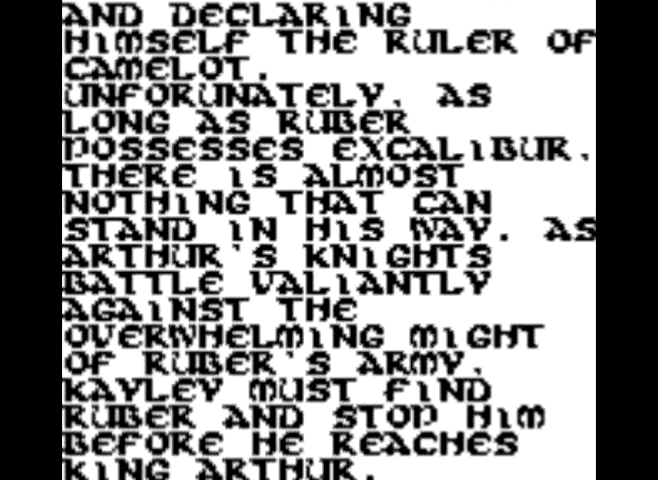 AND DECLARING
HIMSELF THE RULER OF
CAMELOT.
UNFORUNATELY, AS
LONG AS RUBER
POSSESSES EXCALIBUR,
THERE IS ALMOST
NOTHING THAT CAN
STAND IN HIS WAY. AS
ARTHUR'S KNIGHTS
BATTLE VALIANTLY
AGAINST THE
OVERWHELMING MIGHT
OF RUBER'S ARMY,
KAYLEY MUST FIND
RUBER AND STOP HIM
BEFORE HE REACHES
KING ARTHUR.